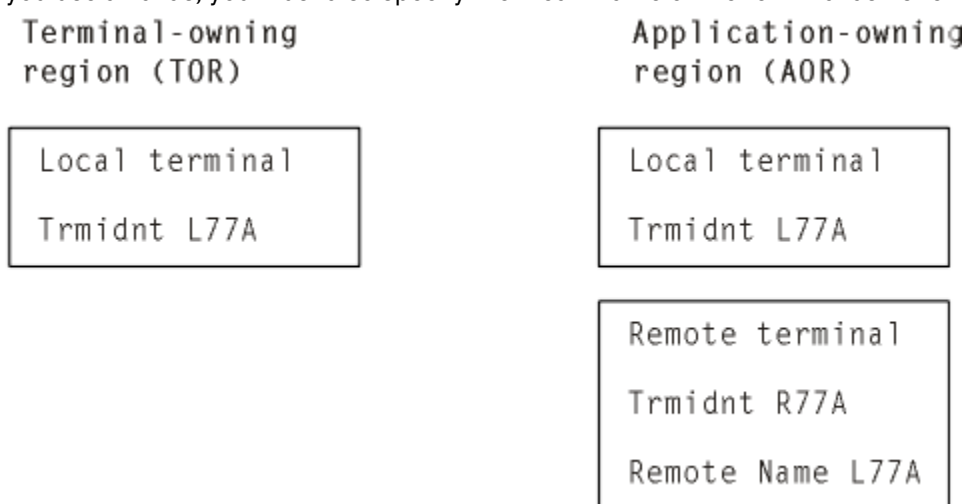 Terminal-owning
region (TOR)
Application-owning
region (AOR)
Local terminal
Trmidnt L77A
Local terminal
Trmidnt L77A
Remote terminal
Trmidnt R77A
Remote Name L77A